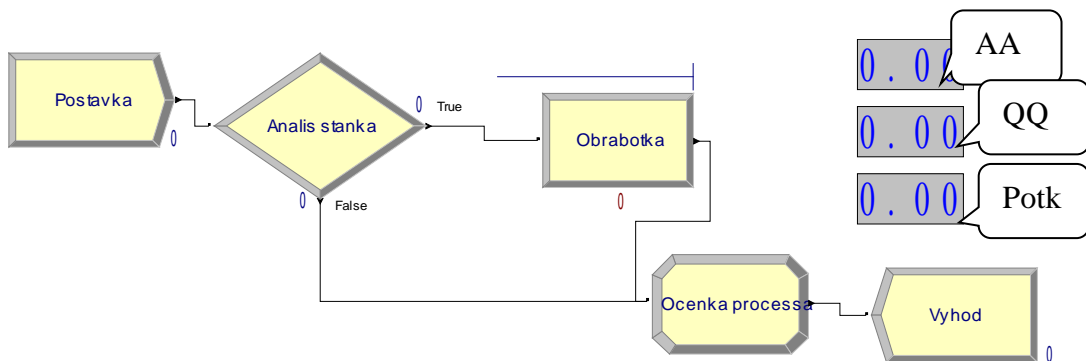 AA
0.00
Postavka
0
Analis stanka
0
True
Obrabotka
QQ
0.00
0
False
0
Potk
0.00
Ocenka processa
Vyhod
0